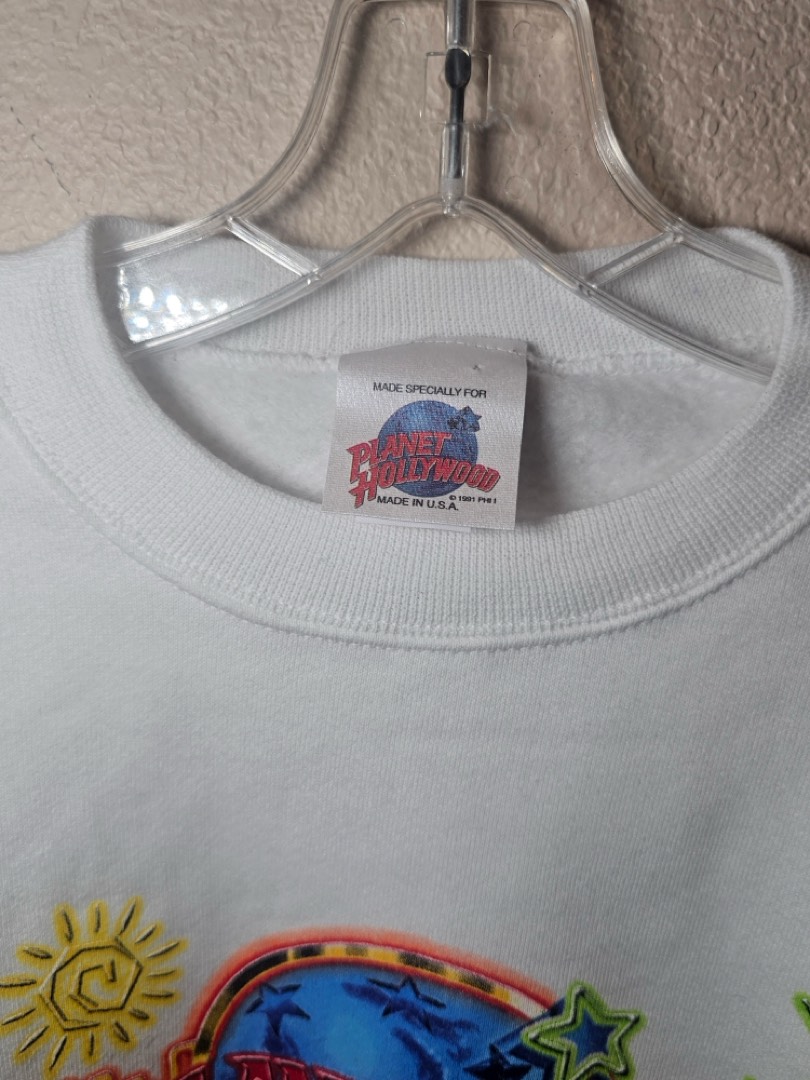 MADE SPECIALLY FOR
PLANET
HOLLYWOOD
© 1991 PHI I
MADE IN U.S.A.